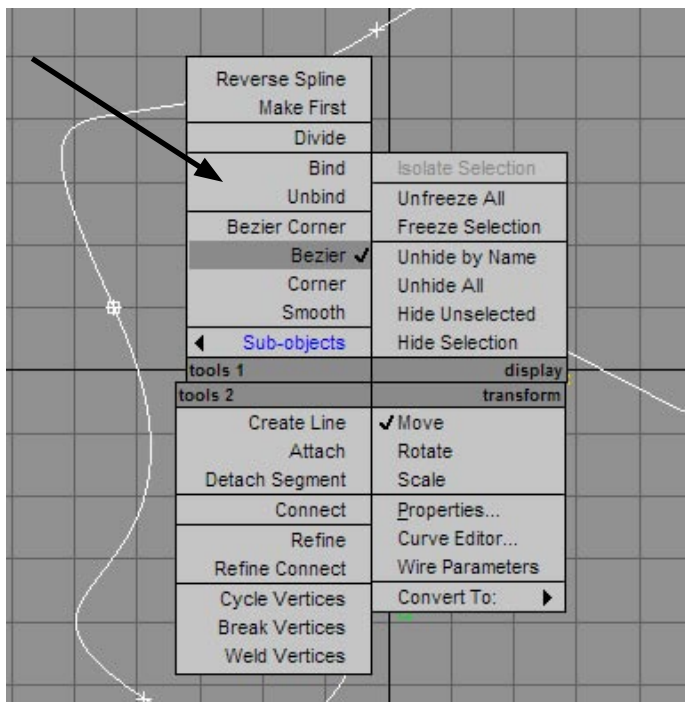 Reverse Spline
Make First
Divide
Bind
Unbind
Bezier Corner
Bezier
Corner
Smooth
Sub-objects
tools 1
Isolate Selection
Unfreeze All
Freeze Selection
Unhide by Name
Unhide All
Hide Unselected
Hide Selection
display
tools 2
Create Line
Attach
Detach Segment
Connect
Refine
Refine Connect
Cycle Vertices
Break Vertices
Weld Vertices
transform
Move
Rotate
Scale
Properties...
Curve Editor...
Wire Parameters
Convert To: